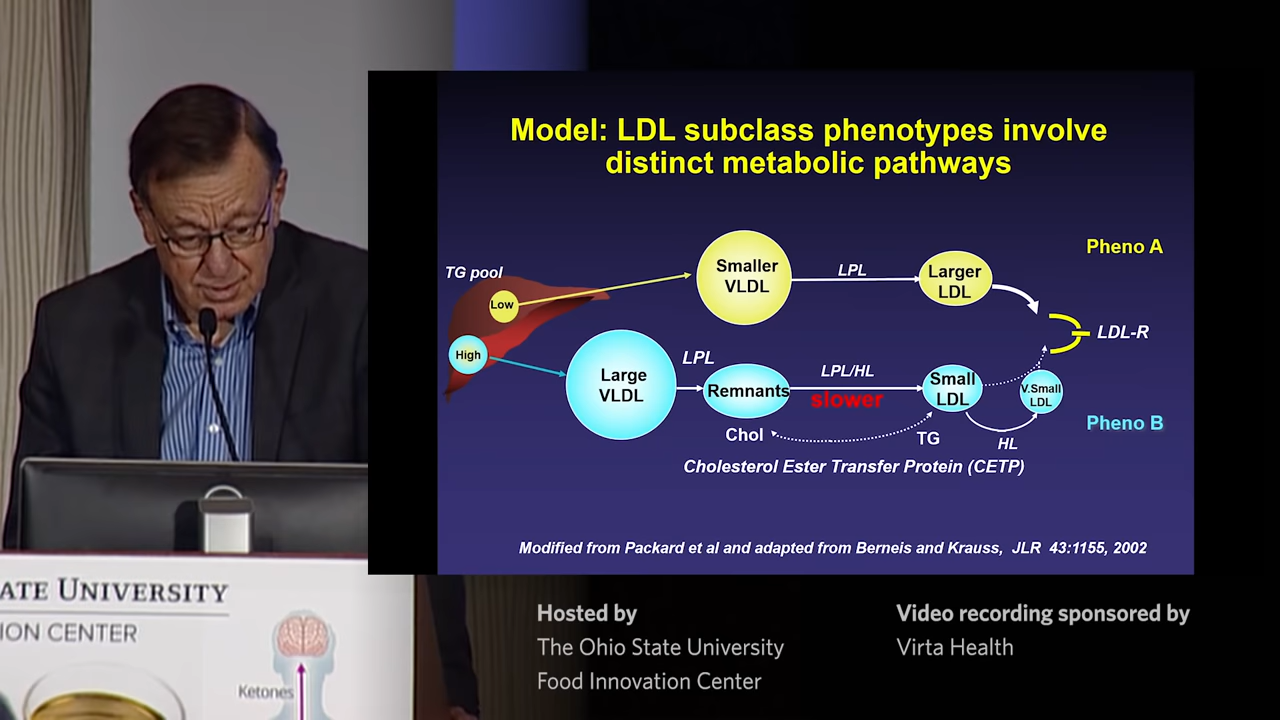 Model: LDL subclass phenotypes involve
distinct metabolic pathways
Pheno A
TG pool
Low
High
Smaller
VLDL
LPL
Larger
LDL
LDL-R
Large
VLDL
LPL
Remnants
LPL/HL
slower
Small
LDL
V.Small
LDL
Pheno B
Chol
TG
HL
Cholesterol Ester Transfer Protein (CETP)
Modified from Packard et al and adapted from Berneis and Krauss, JLR 43:1155, 2002
ATE UNIVERSITY
ION CENTER
Ketones
Hosted by
The Ohio State University
Food Innovation Center
Video recording sponsored by
Virta Health